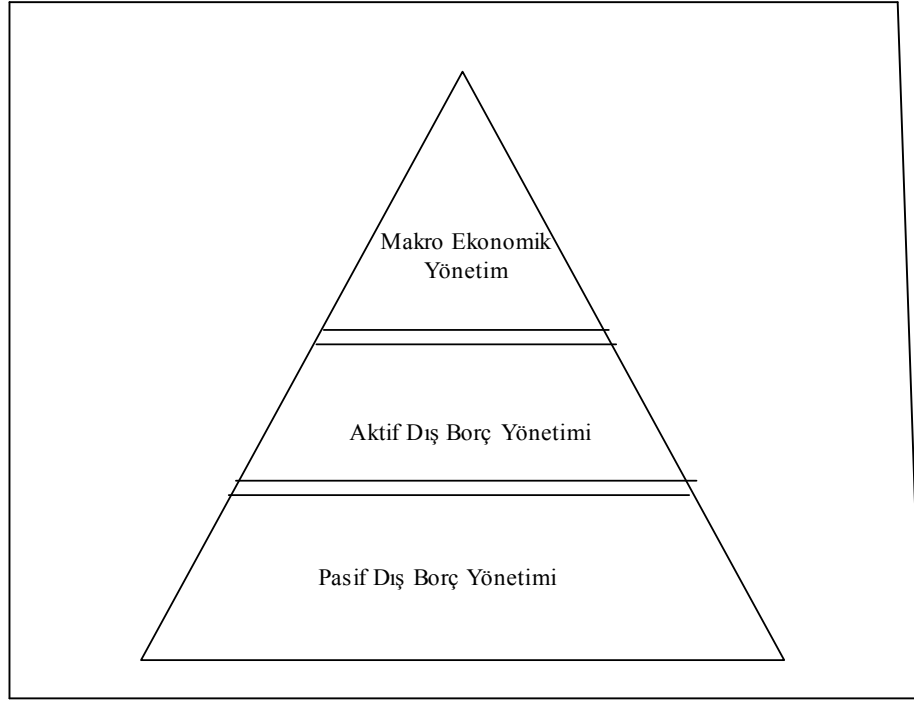 Makro Ekonomik
Yönetim
Aktif Dış Borç Yönetimi
Pasif Dış Borç Yönetimi